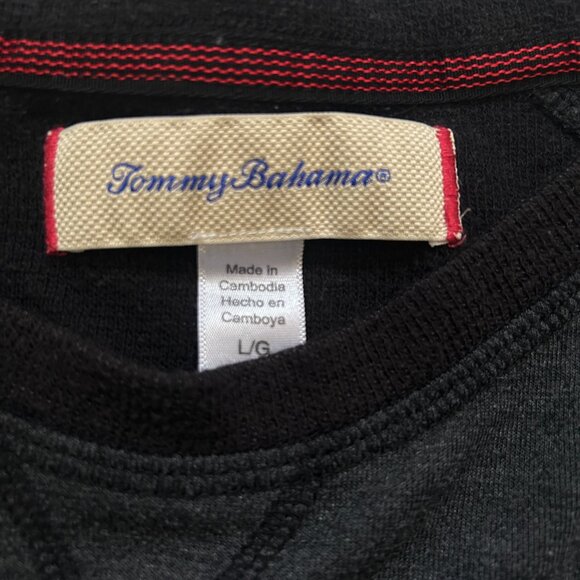 Tommy Bahama®
Made in
Cambodia
Hecho en
Camboya
L/G